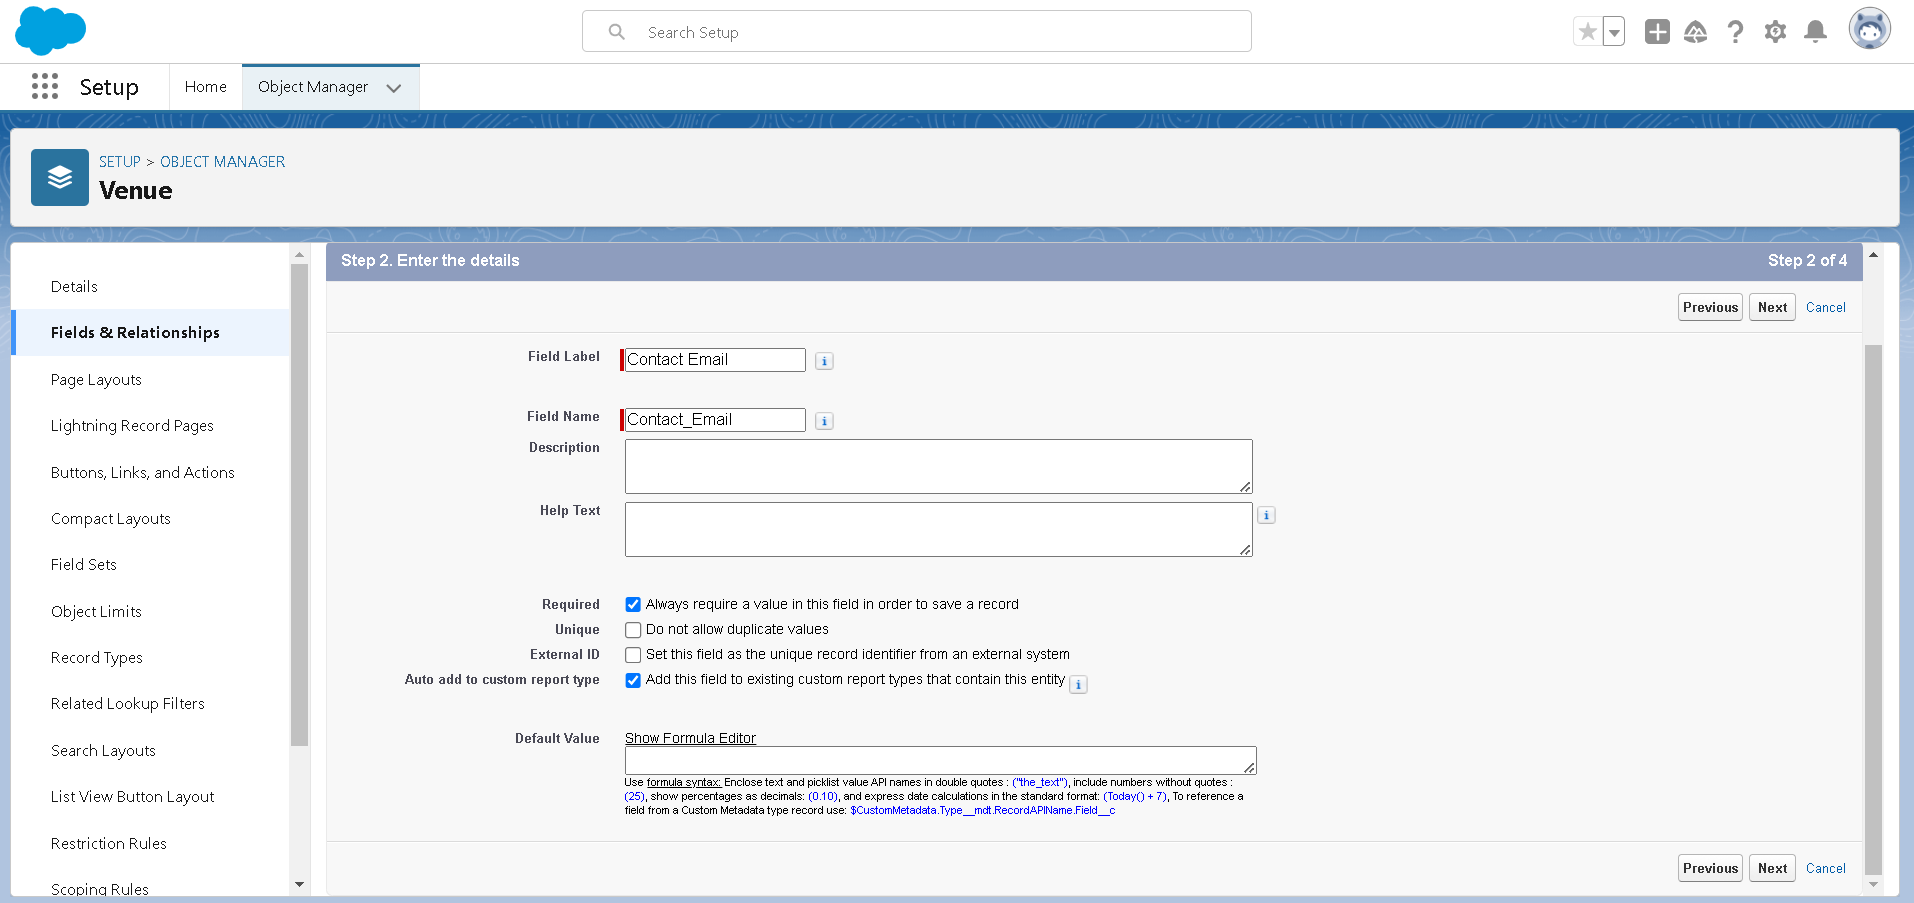 Search Setup
Setup
Home
Object Manager
SETUP > OBJECT MANAGER
Venue
Details
Fields & Relationships
Page Layouts
Lightning Record Pages
Buttons, Links, and Actions
Compact Layouts
Field Sets
Object Limits
Record Types
Related Lookup Filters
Search Layouts
List View Button Layout
Restriction Rules
Scoping Rules
Step 2. Enter the details
Step 2 of 4
Previous Next Cancel
Field Label Contact Email
Field Name Contact_Email
Description
Help Text
Required Always require a value in this field in order to save a record
Unique Do not allow duplicate values
External ID Set this field as the unique record identifier from an external system
Auto add to custom report type Add this field to existing custom report types that contain this entity
Default Value Show Formula Editor
Use formula syntax: Enclose text and picklist value API names in double quotes : ("the_text"), include numbers without quotes :
(25), show percentages as decimals: (0.10), and express date calculations in the standard format: (Today() + 7), To reference a
field from a Custom Metadata type record use: $CustomMetadata.Type__mdt.RecordAPIName.Field__c
Previous Next Cancel